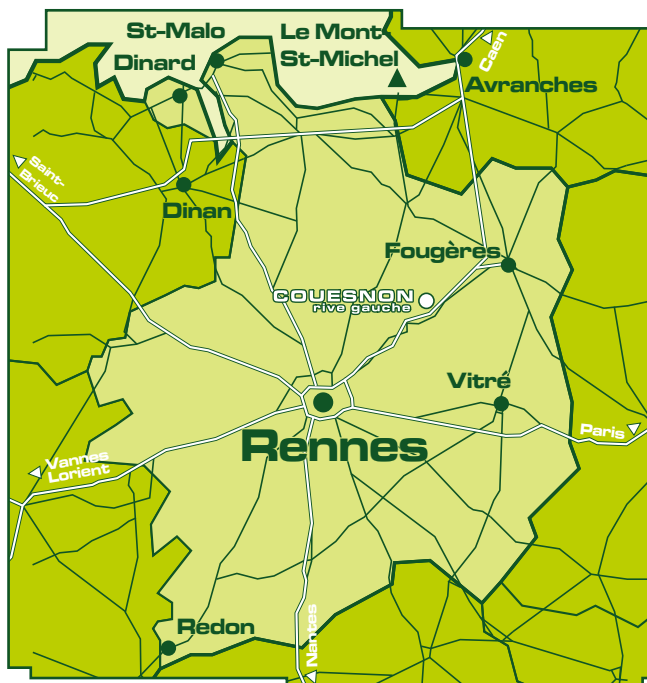 St-Malo
Le Mont-
St-Michel
Dinard
Caen
Avranches
Saint-
Brieuc
Dinan
Fougères
COUESNON
rive gauche
Vitré
Paris
Rennes
Vannes
Lorient
Redon
Nantes